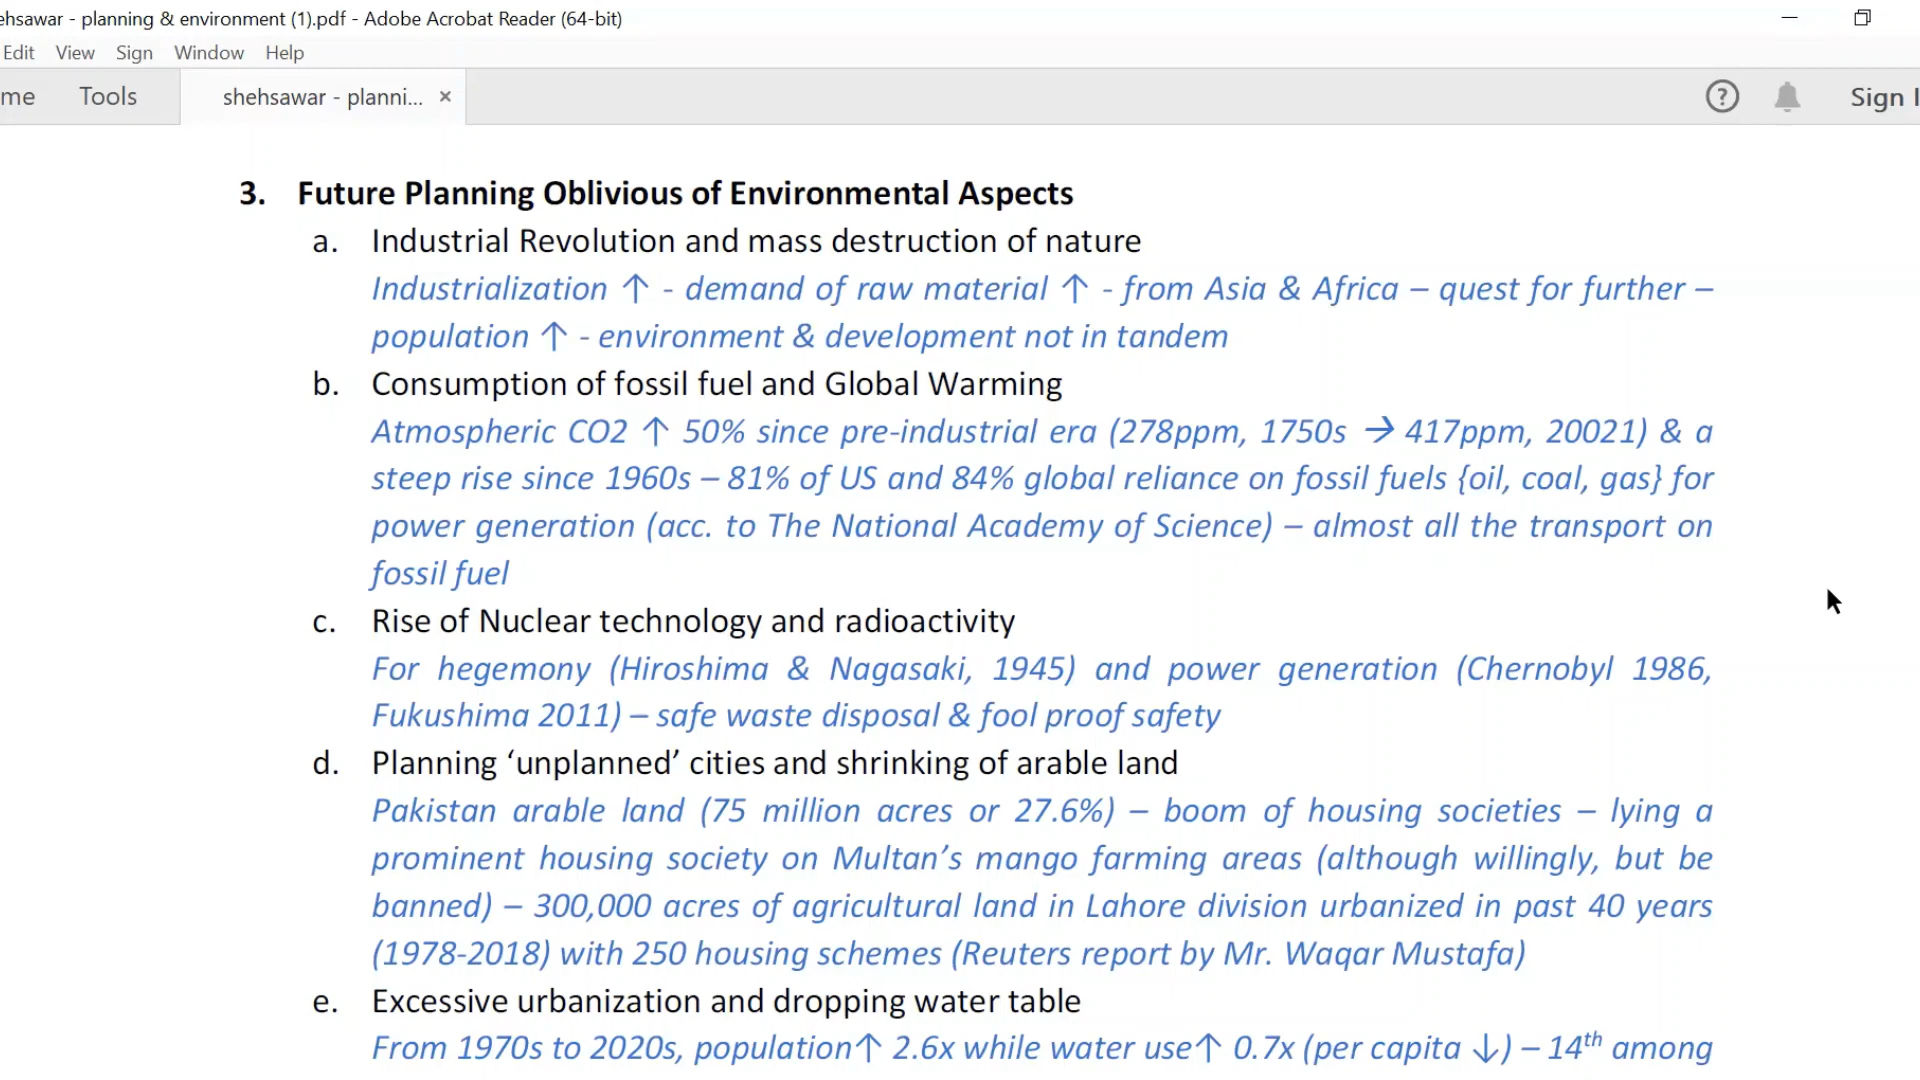 ehsawar - planning & environment (1).pdf - Adobe Acrobat Reader (64-bit)
Edit View Sign Window Help
me Tools shehsawar - planni... × ? Sign I
3. Future Planning Oblivious of Environmental Aspects
a. Industrial Revolution and mass destruction of nature
Industrialization ↑ - demand of raw material ↑ - from Asia & Africa – quest for further –
population ↑ - environment & development not in tandem
b. Consumption of fossil fuel and Global Warming
Atmospheric CO2 ↑ 50% since pre-industrial era (278ppm, 1750s → 417ppm, 20021) & a
steep rise since 1960s – 81% of US and 84% global reliance on fossil fuels {oil, coal, gas} for
power generation (acc. to The National Academy of Science) – almost all the transport on
fossil fuel
c. Rise of Nuclear technology and radioactivity
For hegemony (Hiroshima & Nagasaki, 1945) and power generation (Chernobyl 1986,
Fukushima 2011) – safe waste disposal & fool proof safety
d. Planning ‘unplanned’ cities and shrinking of arable land
Pakistan arable land (75 million acres or 27.6%) – boom of housing societies – lying a
prominent housing society on Multan’s mango farming areas (although willingly, but be
banned) – 300,000 acres of agricultural land in Lahore division urbanized in past 40 years
(1978-2018) with 250 housing schemes (Reuters report by Mr. Waqar Mustafa)
e. Excessive urbanization and dropping water table
From 1970s to 2020s, population↑ 2.6x while water use↑ 0.7x (per capita ↓) – 14th among